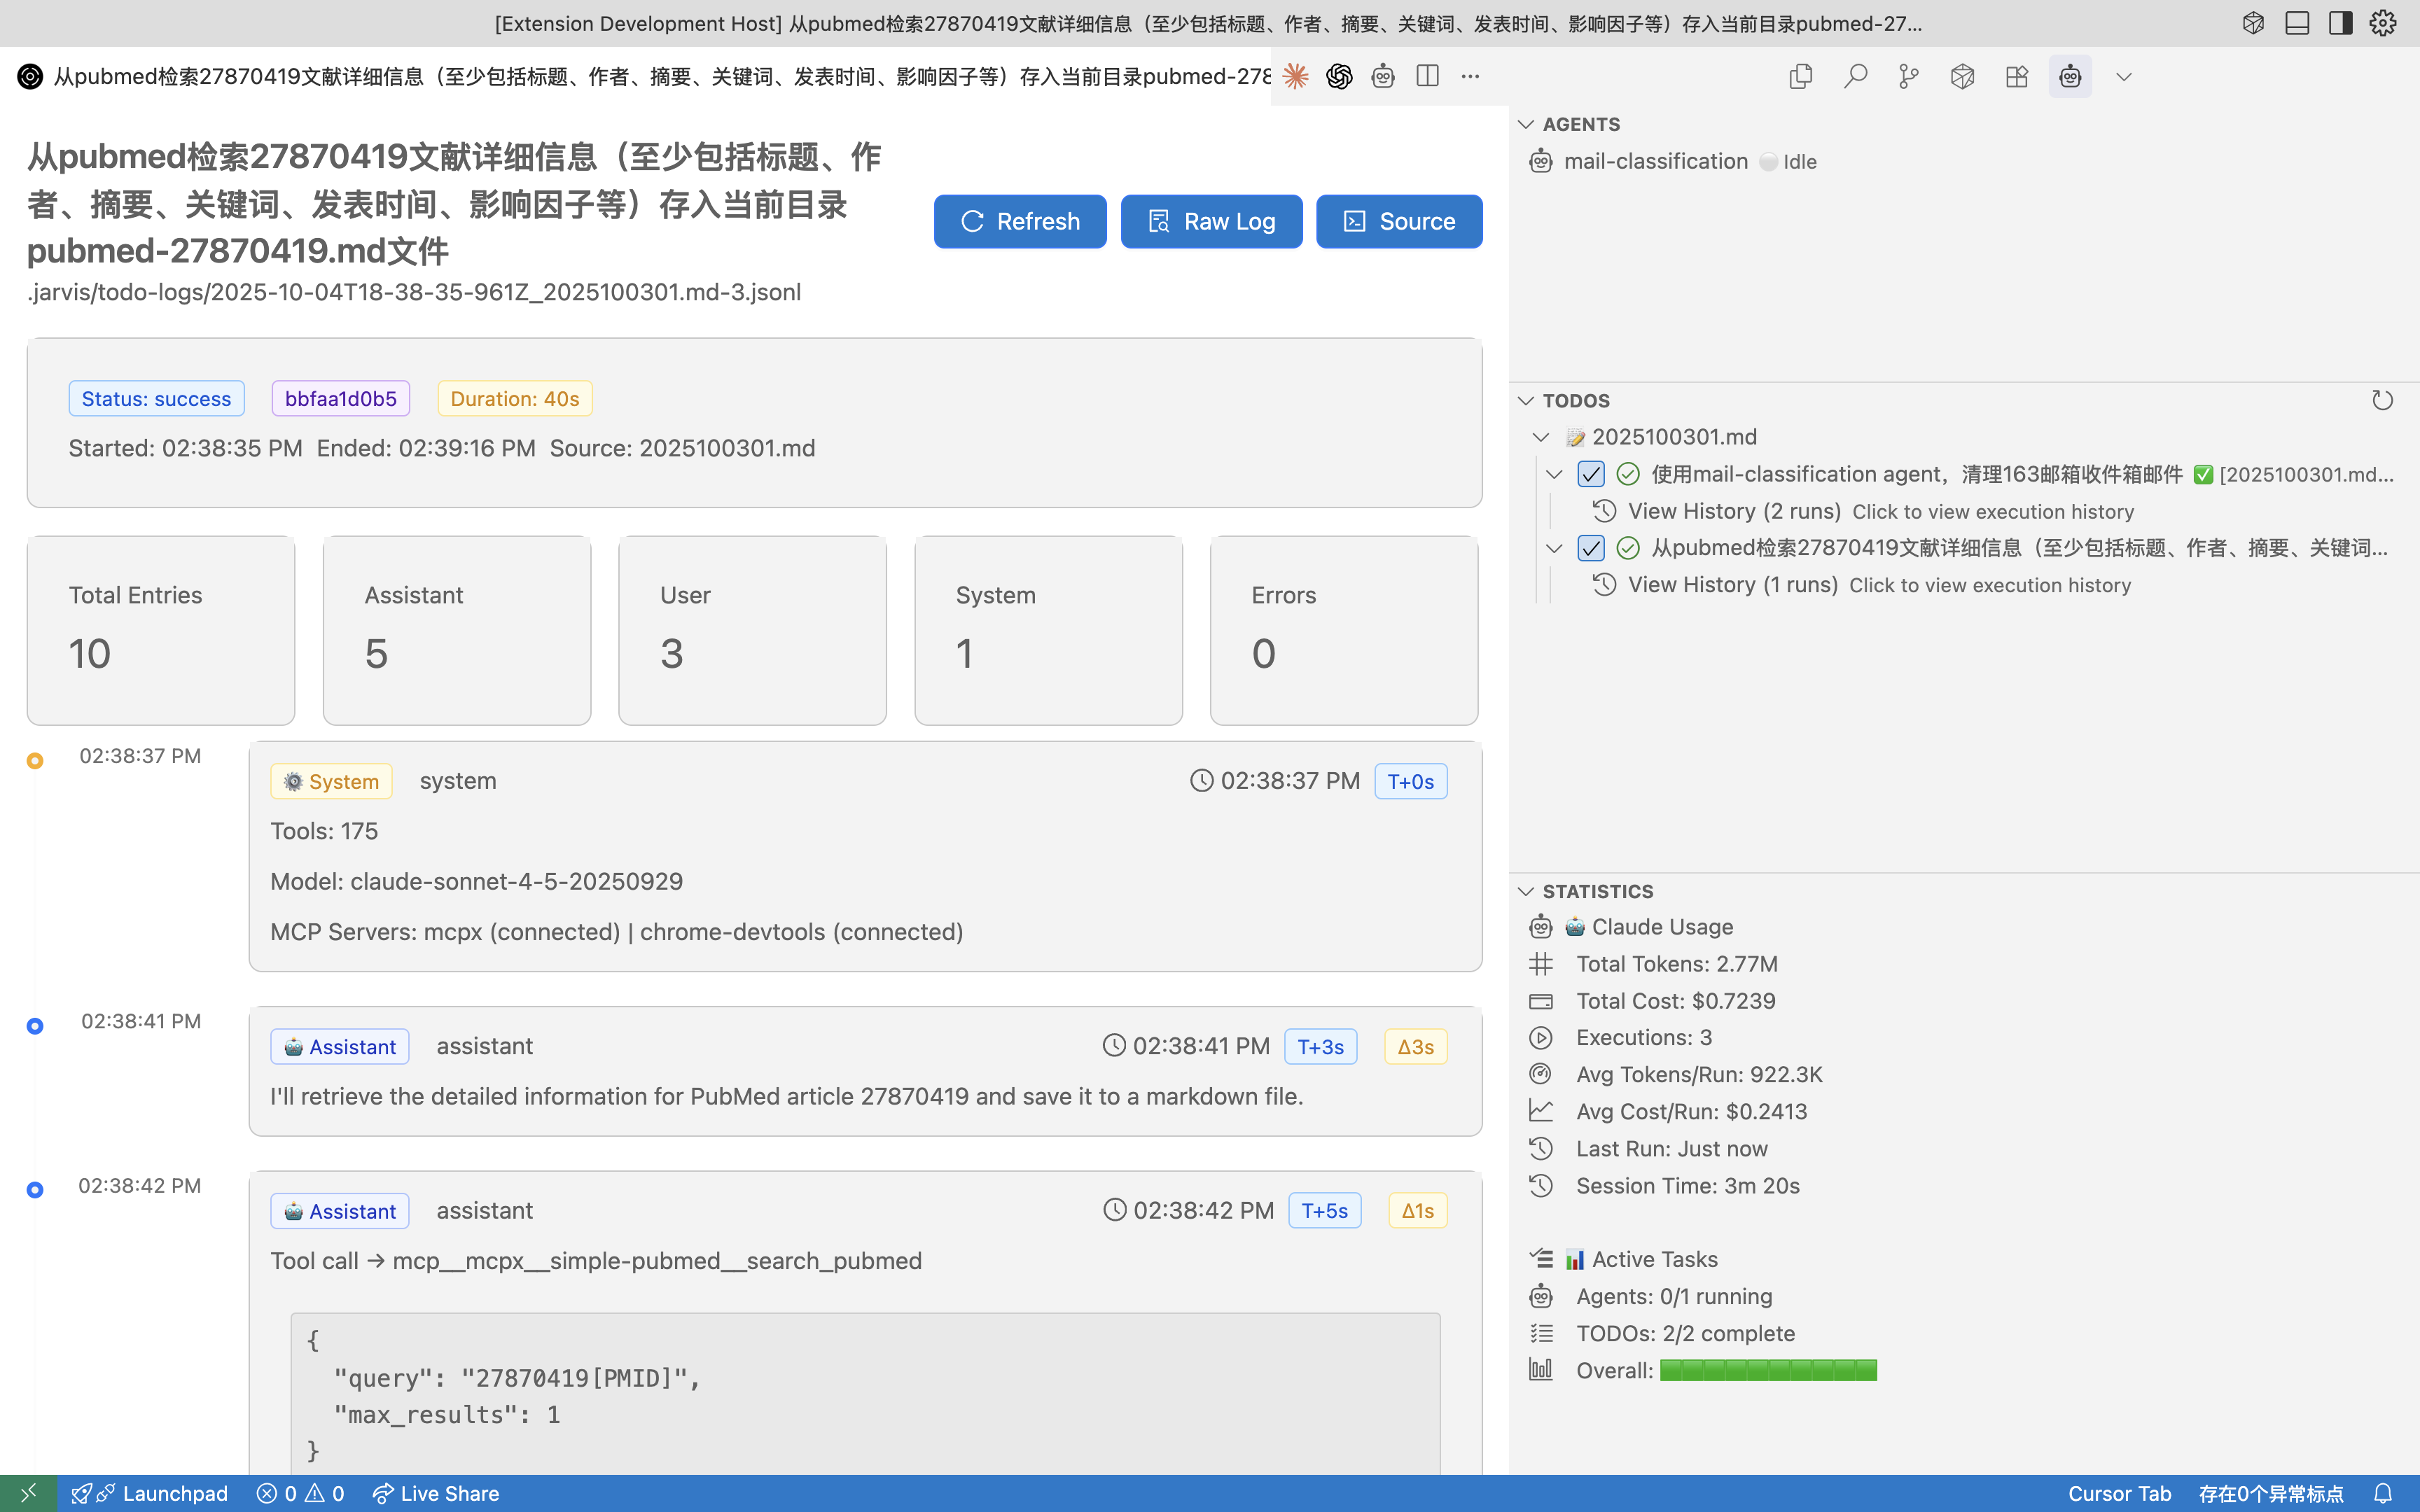 [Extension Development Host] 从pubmed检索27870419文献详细信息（至少包括标题、作者、摘要、关键词、发表时间、影响因子等）存入当前目录pubmed-27...
从pubmed检索27870419文献详细信息（至少包括标题、作者、摘要、关键词、发表时间、影响因子等）存入当前目录pubmed-278
从pubmed检索27870419文献详细信息（至少包括标题、作
者、摘要、关键词、发表时间、影响因子等）存入当前目录
pubmed-27870419.md文件
.jarvis/todo-logs/2025-10-04T18-38-35-961Z_2025100301.md-3.jsonl
Refresh
Raw Log
Source
Status: success
bbfaa1d0b5
Duration: 40s
Started: 02:38:35 PM Ended: 02:39:16 PM Source: 2025100301.md
Total Entries
10
Assistant
5
User
3
System
1
Errors
0
02:38:37 PM
System
system
02:38:37 PM
T+0s
Tools: 175
Model: claude-sonnet-4-5-20250929
MCP Servers: mcpx (connected) | chrome-devtools (connected)
02:38:41 PM
Assistant
assistant
02:38:41 PM
T+3s
Δ3s
I'll retrieve the detailed information for PubMed article 27870419 and save it to a markdown file.
02:38:42 PM
Assistant
assistant
02:38:42 PM
T+5s
Δ1s
Tool call → mcp__mcpx__simple-pubmed__search_pubmed
{
"query": "27870419[PMID]",
"max_results": 1
}
AGENTS
mail-classification Idle
TODOS
2025100301.md
使用mail-classification agent，清理163邮箱收件箱邮件 ✅ [2025100301.md...
View History (2 runs) Click to view execution history
从pubmed检索27870419文献详细信息（至少包括标题、作者、摘要、关键词...
View History (1 runs) Click to view execution history
STATISTICS
Claude Usage
Total Tokens: 2.77M
Total Cost: $0.7239
Executions: 3
Avg Tokens/Run: 922.3K
Avg Cost/Run: $0.2413
Last Run: Just now
Session Time: 3m 20s
Active Tasks
Agents: 0/1 running
TODOs: 2/2 complete
Overall:
Launchpad
0
0
Live Share
Cursor Tab
存在0个异常标点